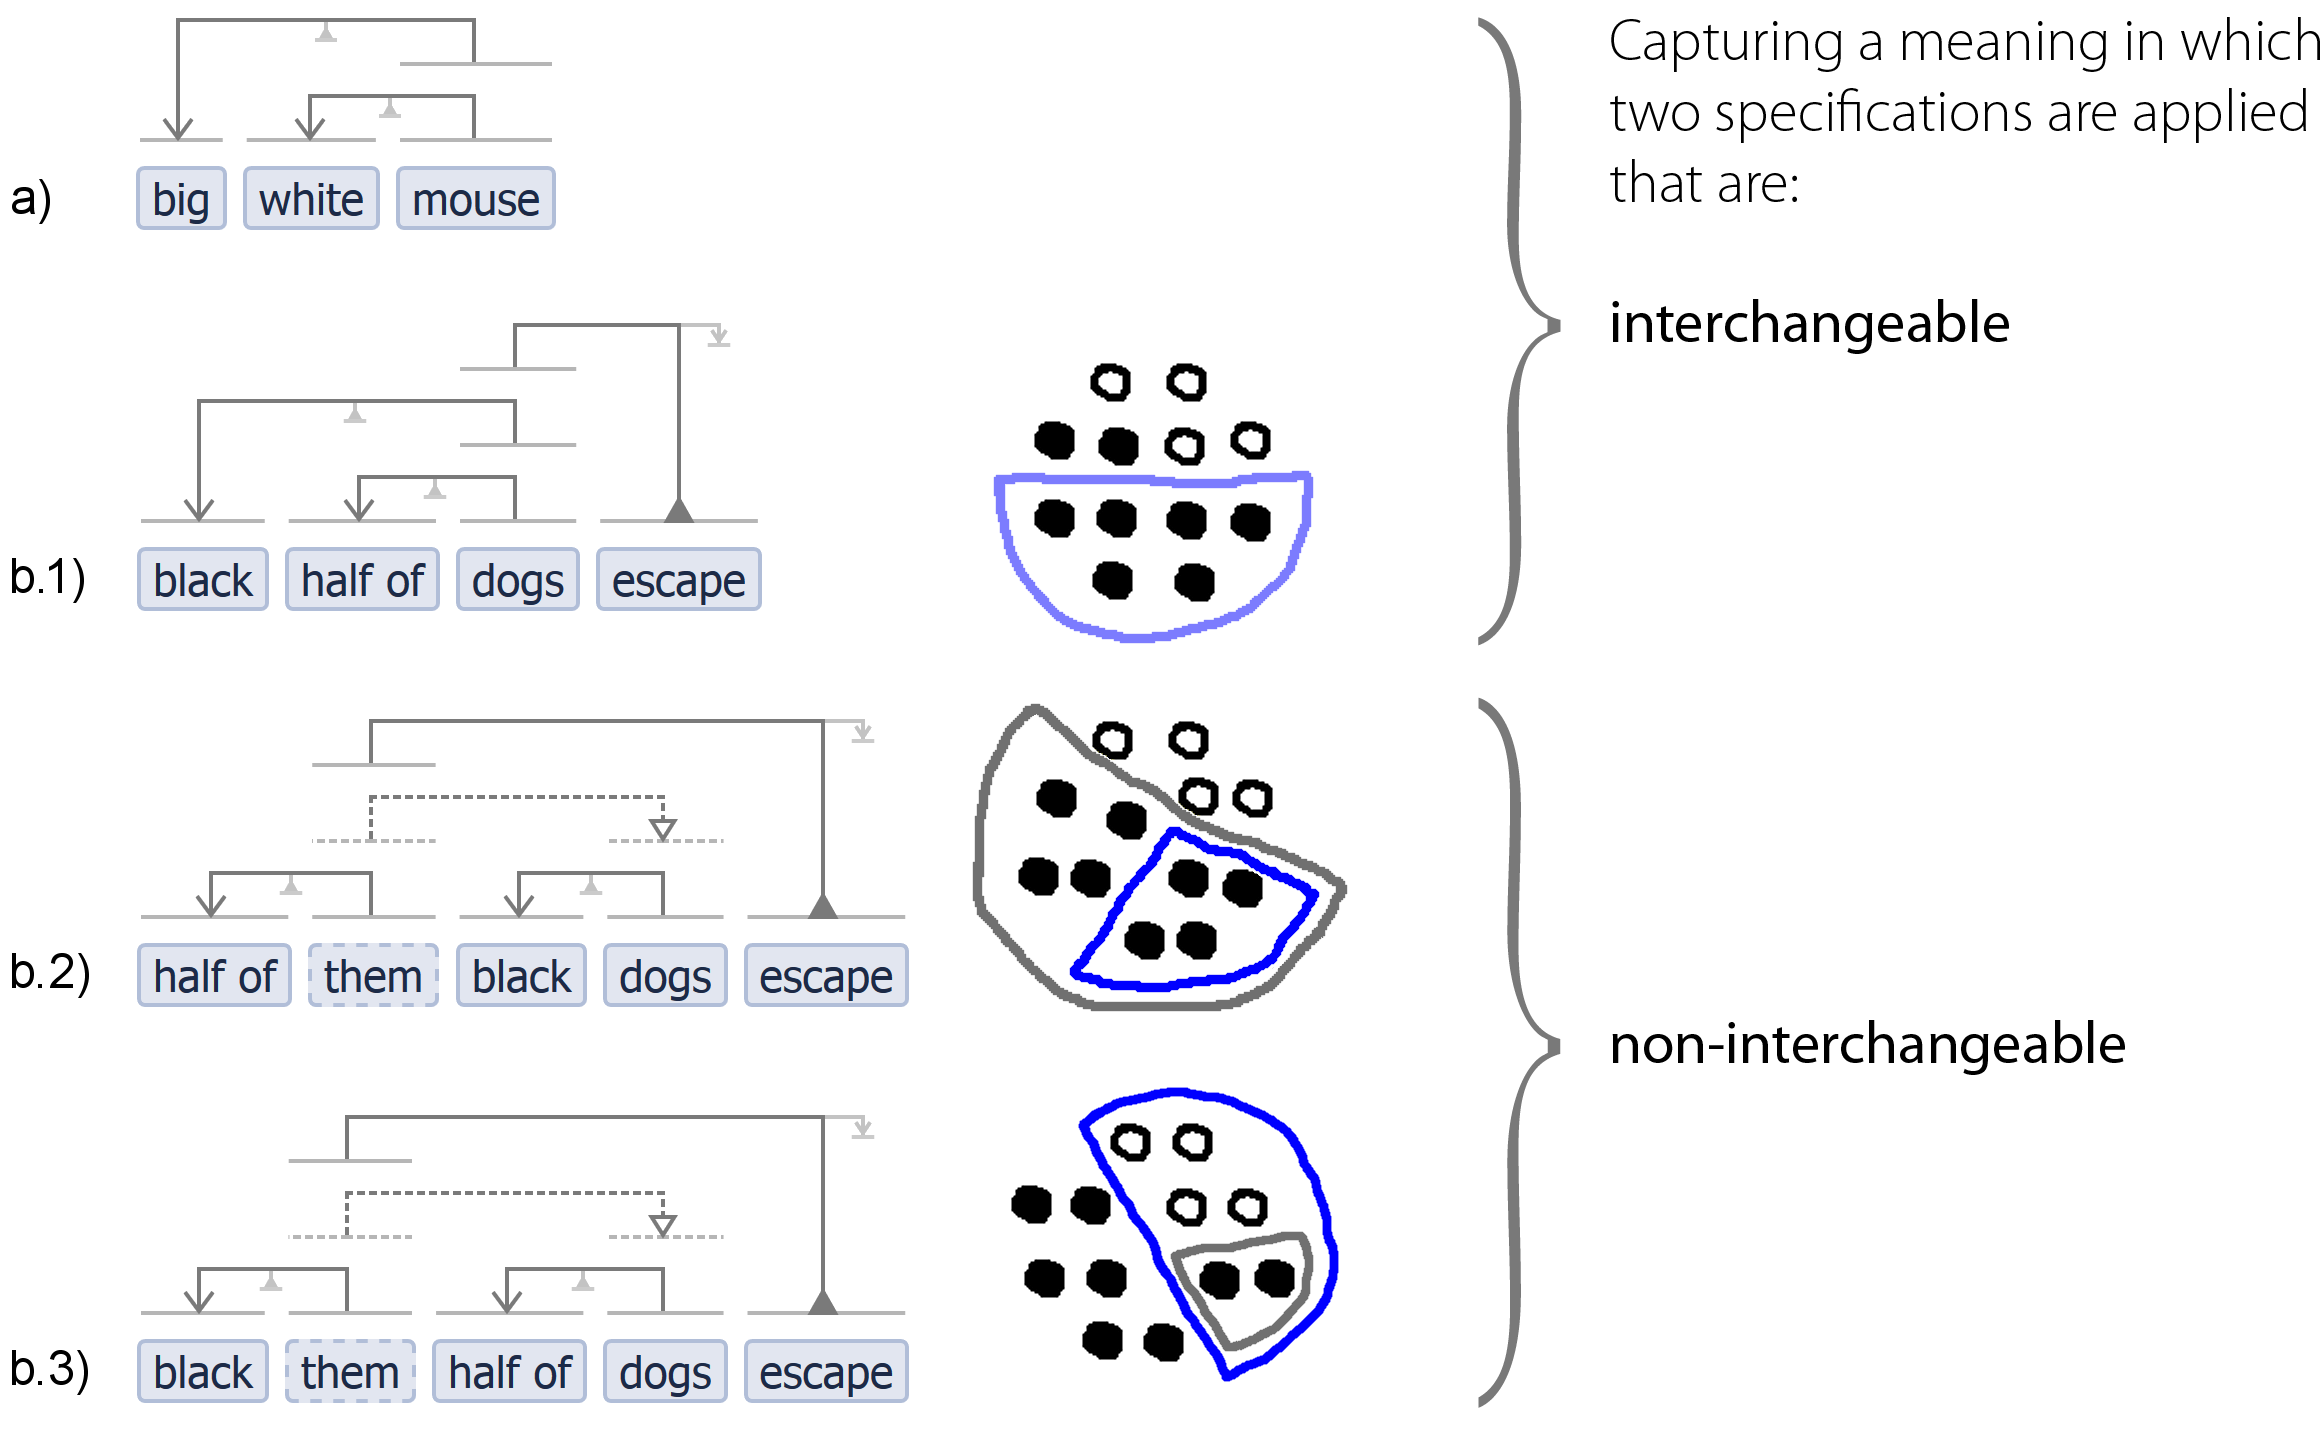 Capturing a meaning in which
two specifications are applied
that are:
a) big white mouse
interchangeable
b.1) black half of dogs escape
b.2) half of them black dogs escape
non-interchangeable
b.3) black them half of dogs escape